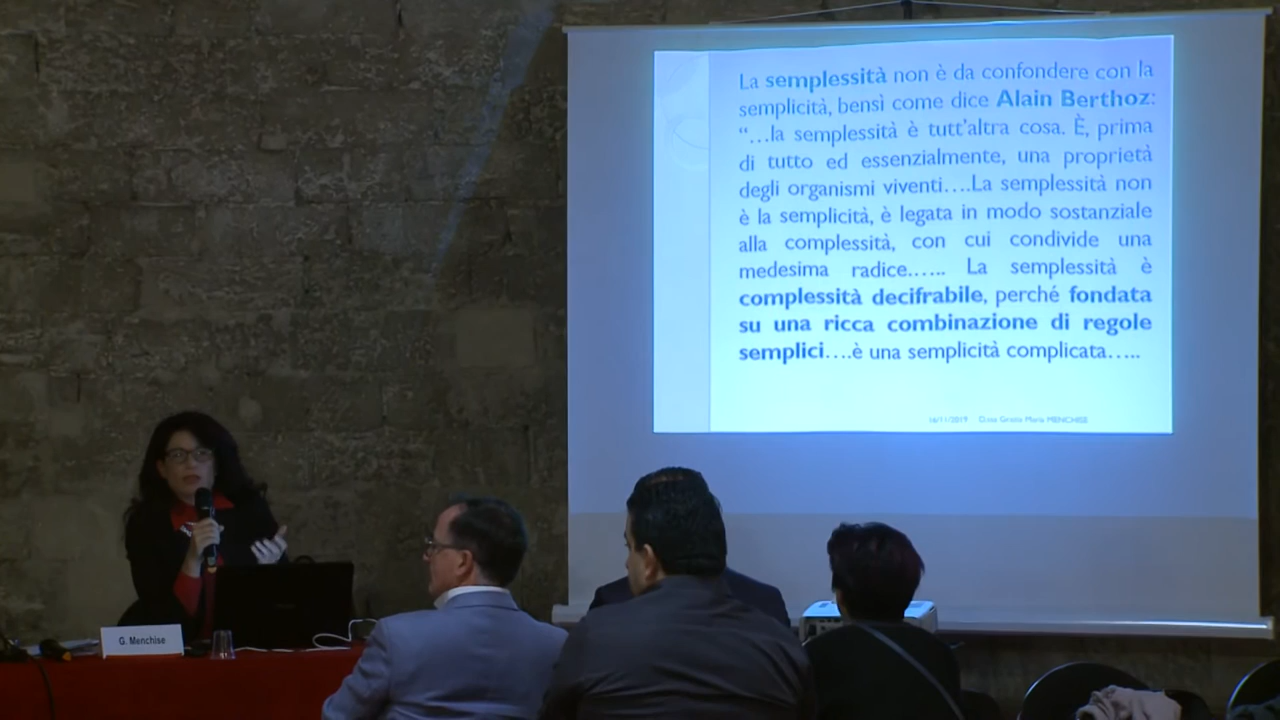 La semplessità non è da confondere con la
semplicità, bensì come dice Alain Berthoz:
“…la semplessità è tutt'altra cosa. È, prima
di tutto ed essenzialmente, una proprietà
degli organismi viventi….La semplessità non
è la semplicità, è legata in modo sostanziale
alla complessità, con cui condivide una
medesima radice.….. La semplessità è
complessità decifrabile, perché fondata
su una ricca combinazione di regole
semplici….è una semplicità complicata…..
16/11/2019 D.ssa Grazia Maria MENCHISE
G. Menchise